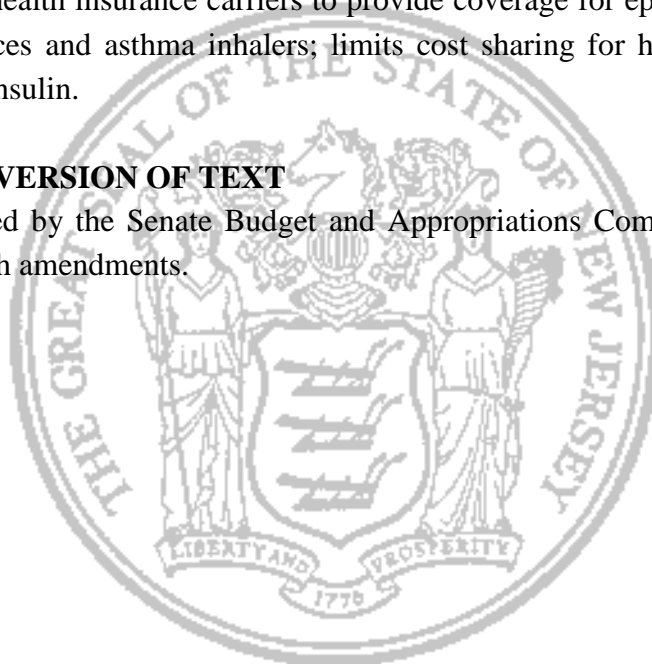 ealth insurance carriers to provide coverage for ep
ces and asthma inhalers; limits cost sharing for h
nsulin.
VERSION OF TEXT
ed by the Senate Budget and Appropriations Com
h amendments.
THE GREAT SEAL OF THE STATE OF NEW JERSEY
LIBERTY AND PROSPERITY
1776